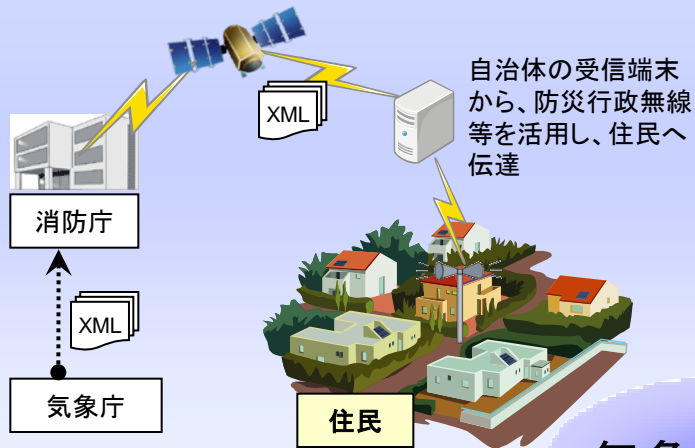 自治体の受信端末
から、防災行政無線
等を活用し、住民へ
伝達
XML
消防庁
XML
気象庁
住民